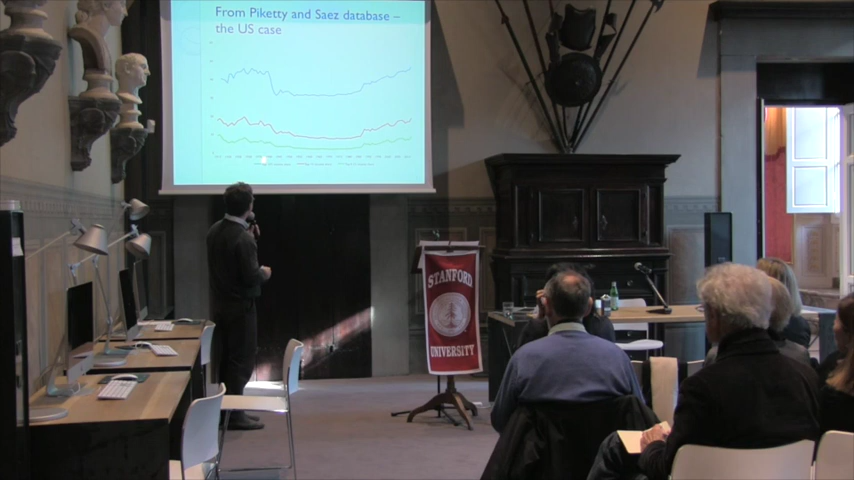 From Piketty and Saez database –
the US case
STANFORD
UNIVERSITY